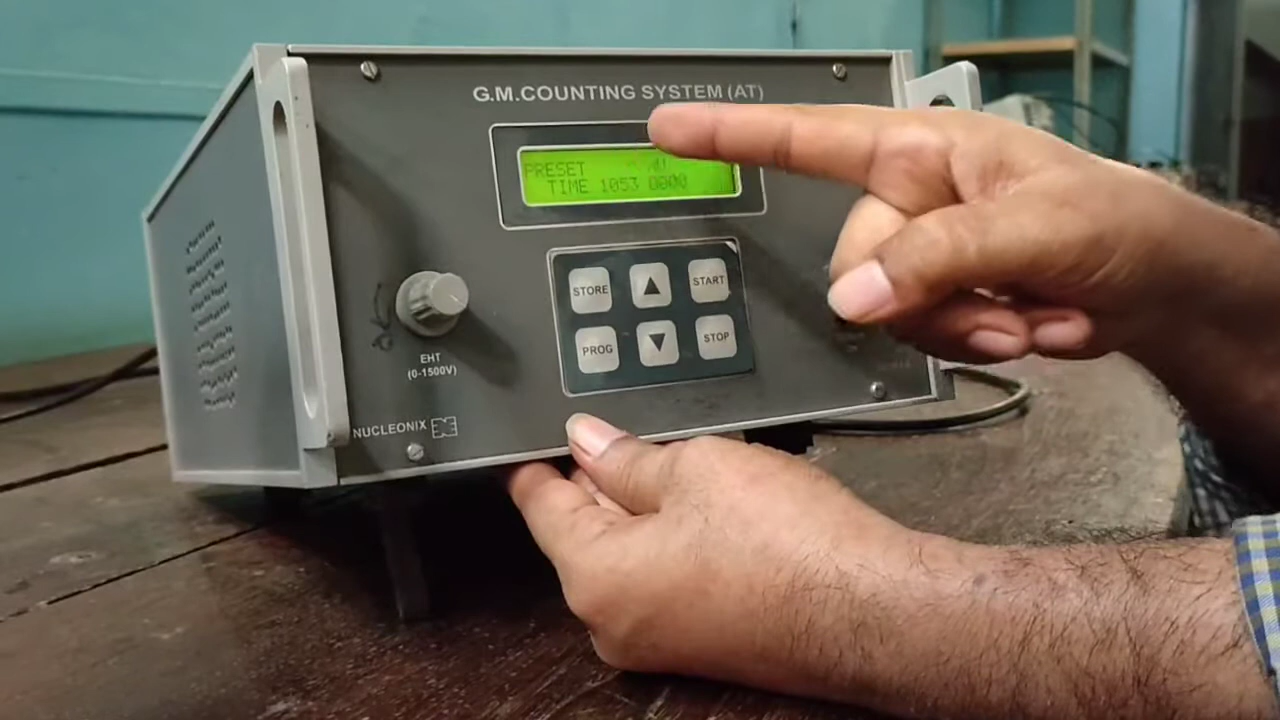 G.M.COUNTING SYSTEM (AT)
PRESET
TIME 1053 0000
STORE
START
PROG
STOP
EHT
(0-1500V)
NUCLEONIX